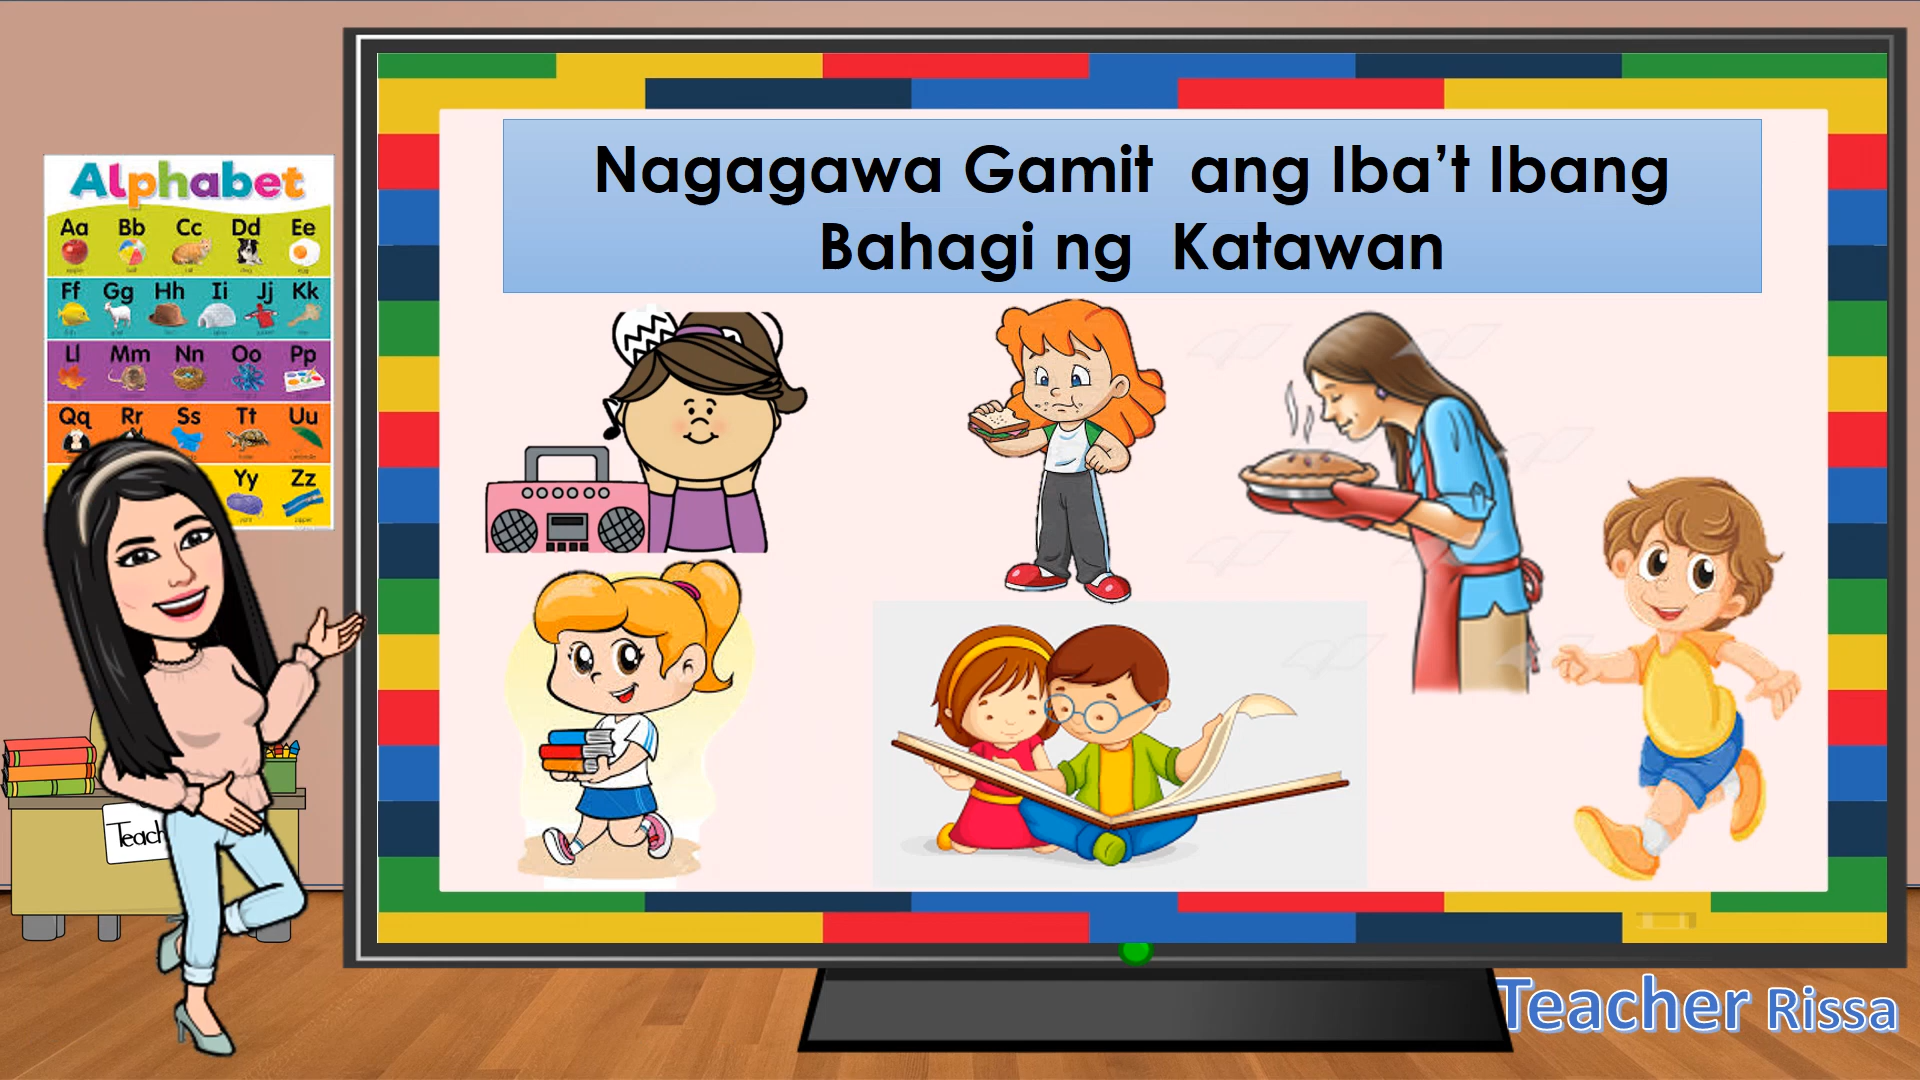 Nagagawa Gamit ang Iba't Ibang
Bahagi ng Katawan
Alphabet
Aa Bb Cc Dd Ee
Ff Gg Hh Ii Jj Kk
Ll Mm Nn Oo Pp
Qq Rr Ss Tt Uu
Yy Zz
Teach
Teacher Rissa